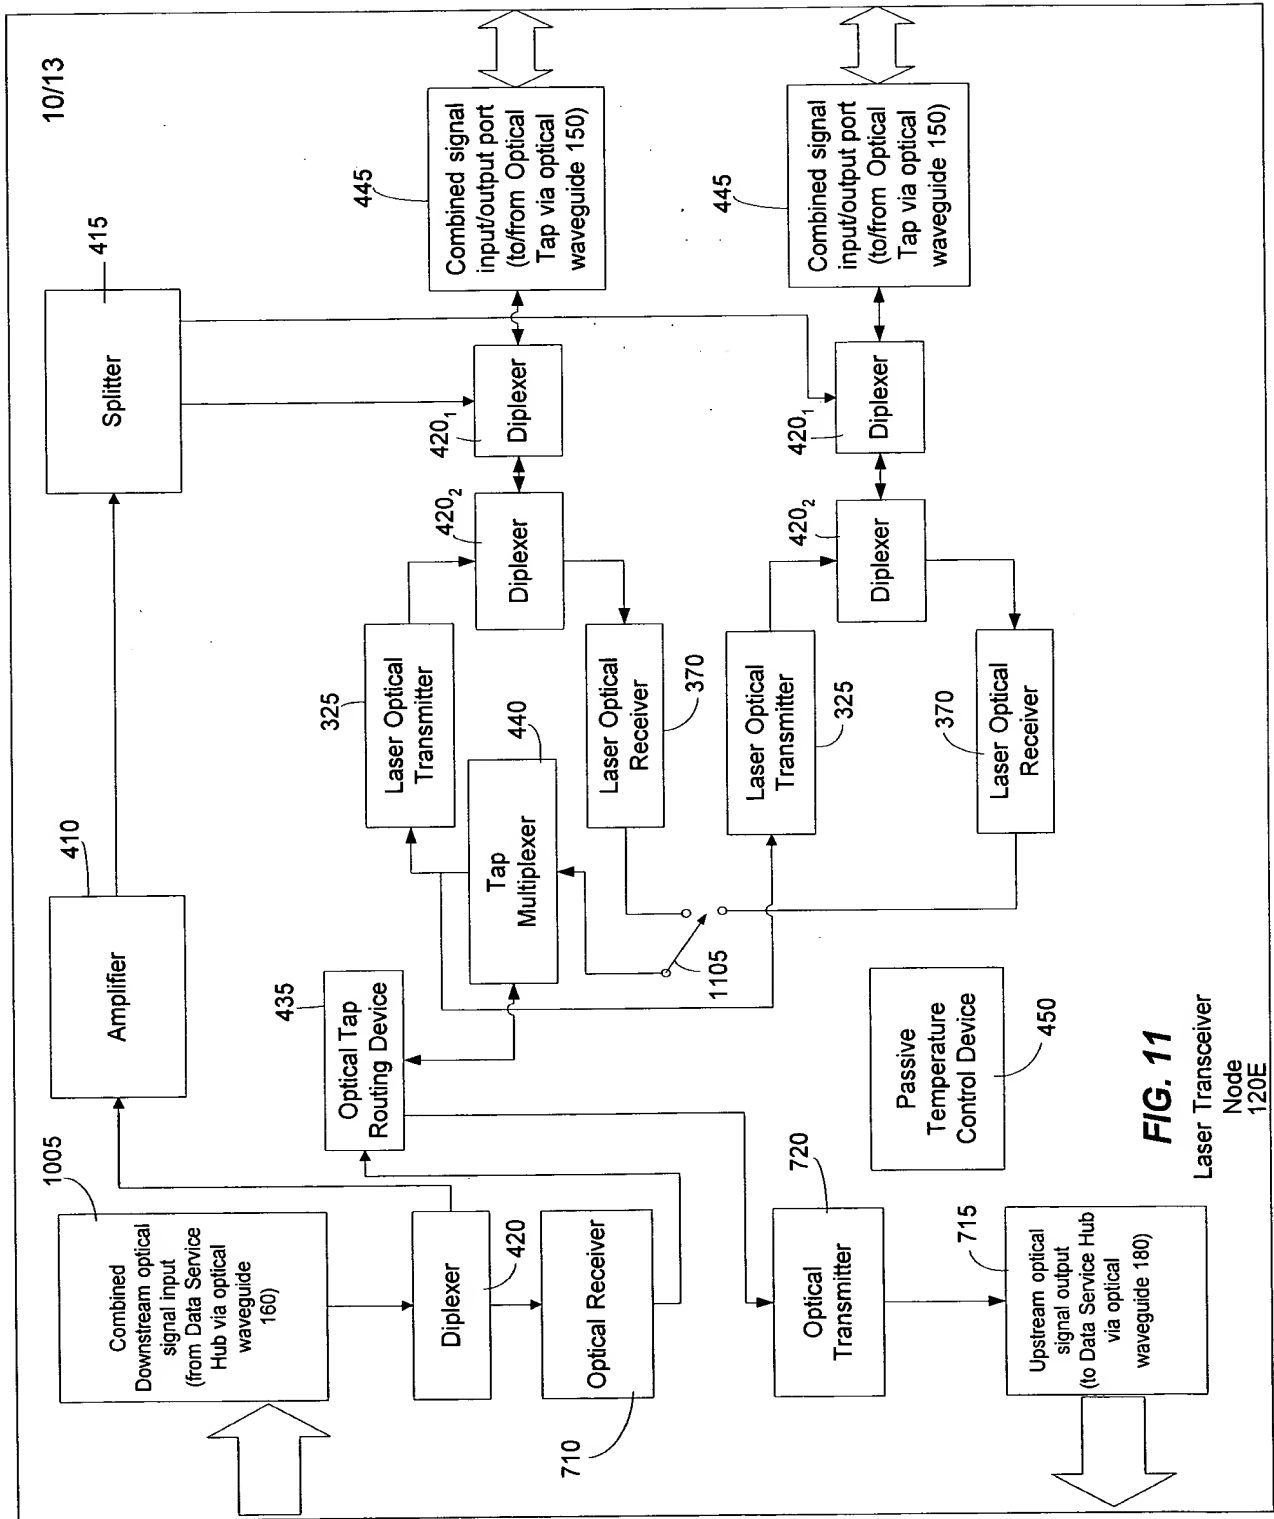 10/13
1005
Combined
Downstream optical
signal input
(from Data Service
Hub via optical
waveguide
160)
Diplexer
420
Optical Receiver
710
410
Amplifier
415
Splitter
435
Optical Tap
Routing Device
440
Tap
Multiplexer
325
Laser Optical
Transmitter
420₂
Diplexer
420₁
Diplexer
445
Combined signal
input/output port
(to/from Optical
Tap via optical
waveguide 150)
Laser Optical
Receiver
370
1105
Laser Optical
Transmitter
325
420₂
Diplexer
420₁
Diplexer
445
Combined signal
input/output port
(to/from Optical
Tap via optical
waveguide 150)
370
Laser Optical
Receiver
720
Optical
Transmitter
715
Upstream optical
signal output
(to Data Service Hub
via optical
waveguide 180)
Passive
Temperature
Control Device
450
FIG. 11
Laser Transceiver
Node
120E